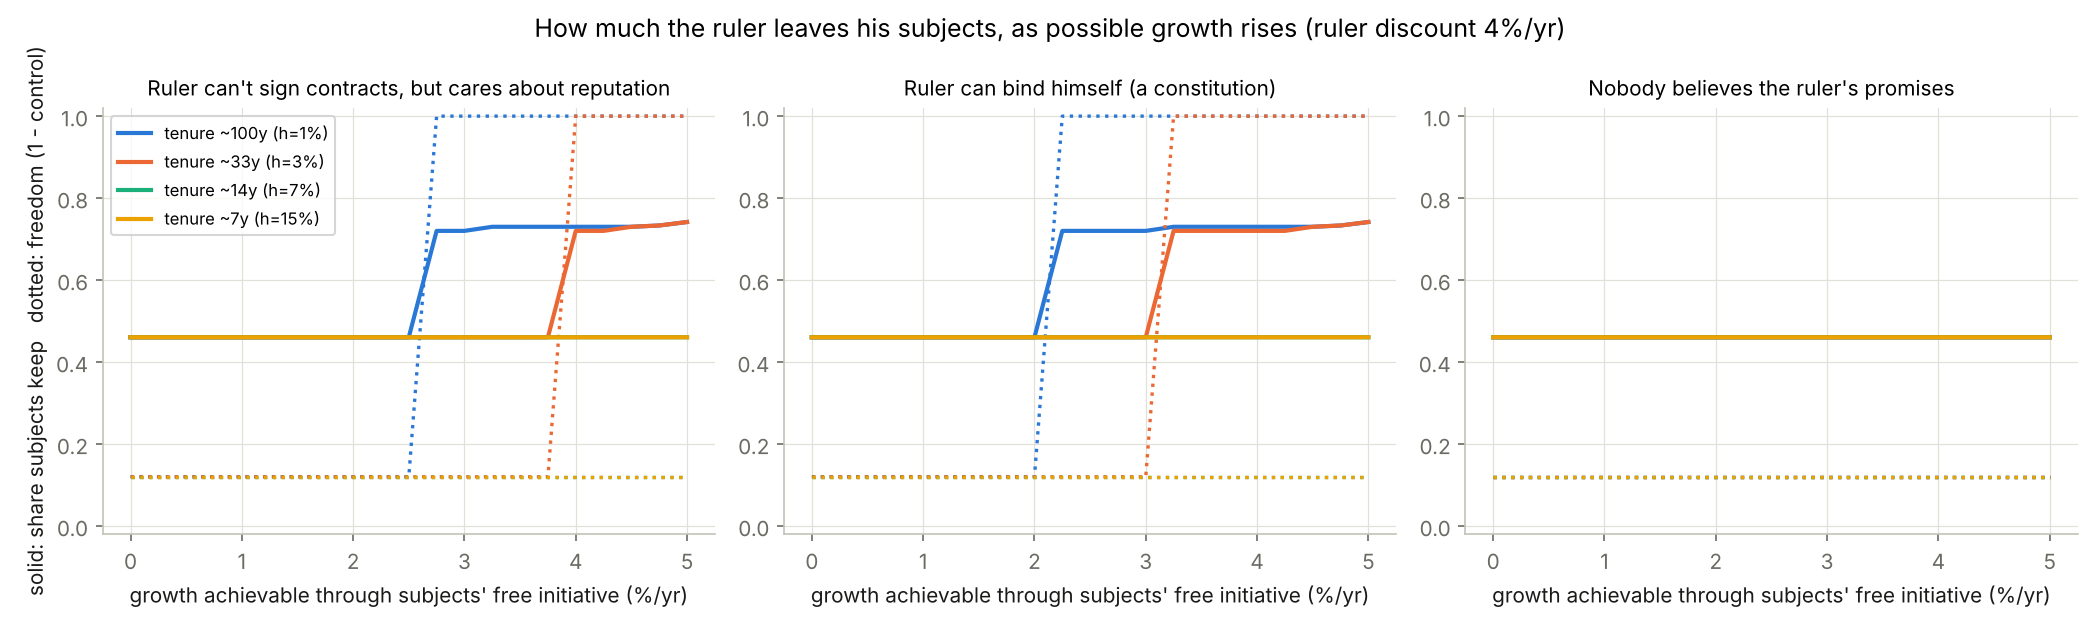 How much the ruler leaves his subjects, as possible growth rises (ruler discount 4%/yr)
solid: share subjects keep   dotted: freedom (1 - control)
Ruler can't sign contracts, but cares about reputation
1.0
0.8
0.6
0.4
0.2
0.0
tenure ~100y (h=1%)
tenure ~33y (h=3%)
tenure ~14y (h=7%)
tenure ~7y (h=15%)
0 1 2 3 4 5
growth achievable through subjects' free initiative (%/yr)
Ruler can bind himself (a constitution)
1.0
0.8
0.6
0.4
0.2
0.0
0 1 2 3 4 5
growth achievable through subjects' free initiative (%/yr)
Nobody believes the ruler's promises
1.0
0.8
0.6
0.4
0.2
0.0
0 1 2 3 4 5
growth achievable through subjects' free initiative (%/yr)